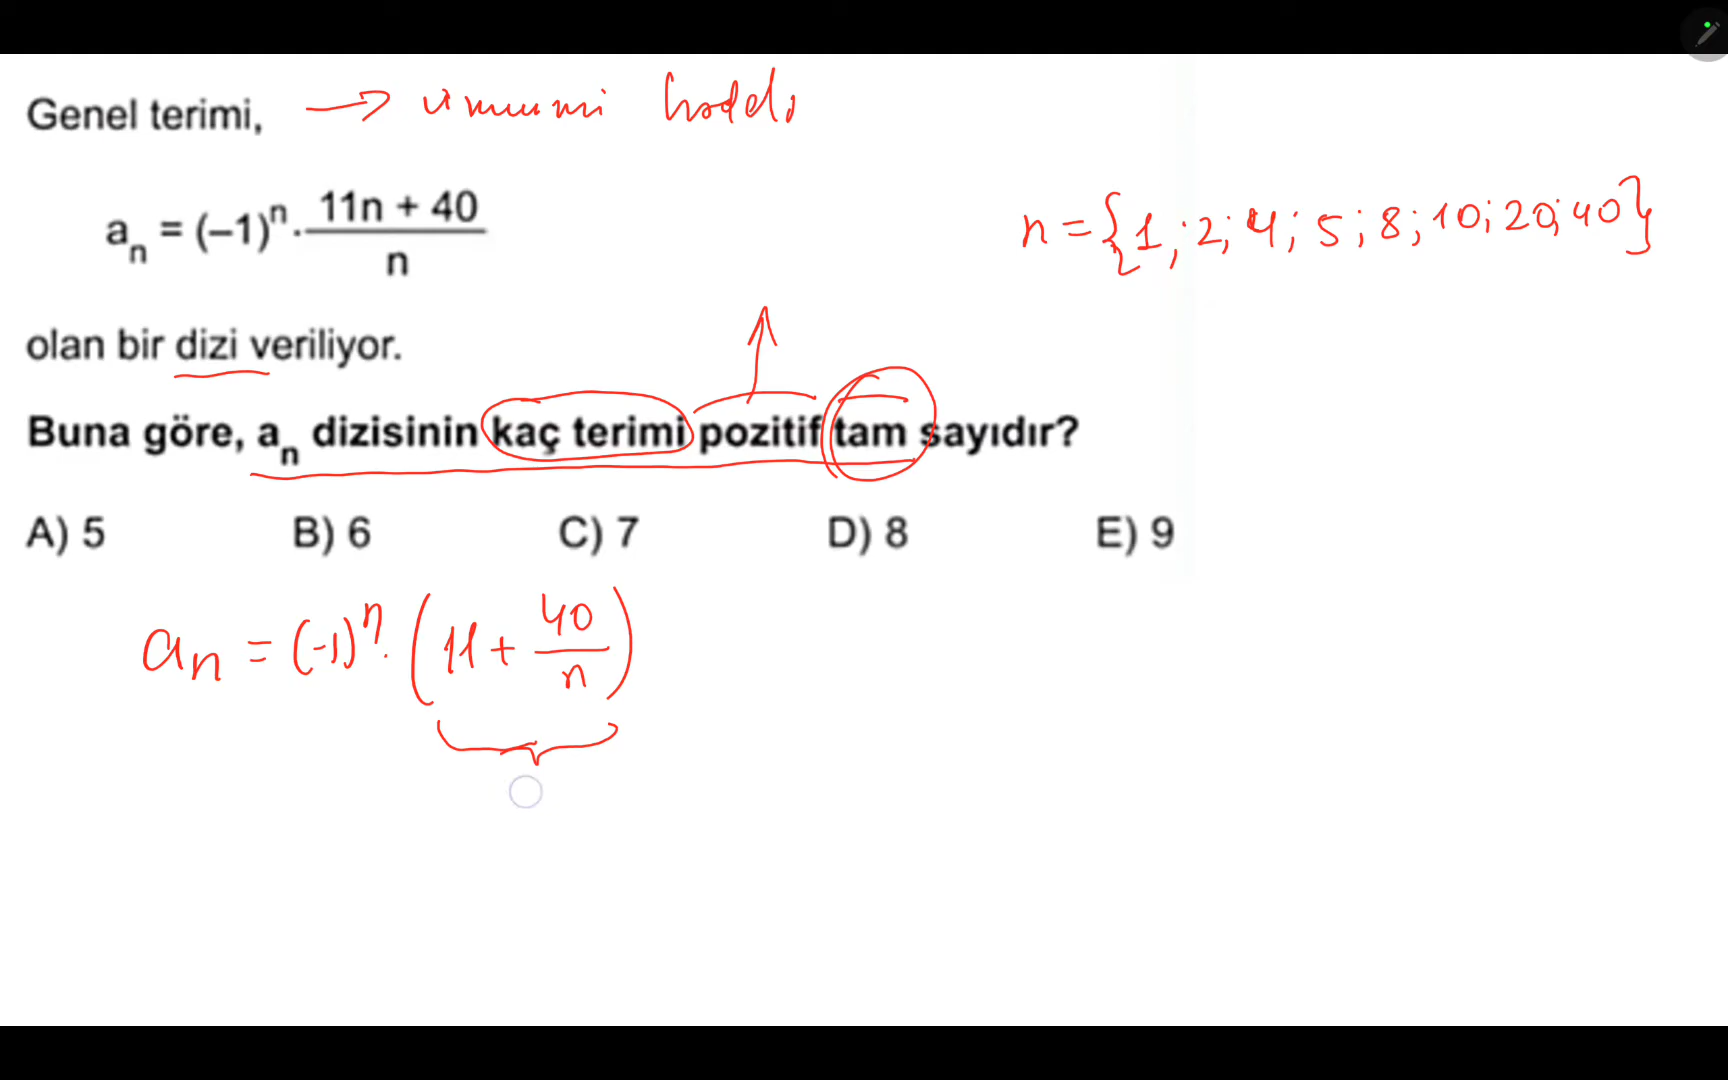 Genel terimi, → umumi haddi
aₙ = (–1)ⁿ · (11n + 40)/n
n = {1; 2; 4; 5; 8; 10; 20; 40}
olan bir dizi veriliyor.
Buna göre, aₙ dizisinin kaç terimi pozitif tam sayıdır?
A) 5 B) 6 C) 7 D) 8 E) 9
aₙ = (-1)ⁿ · (11 + 40/n)